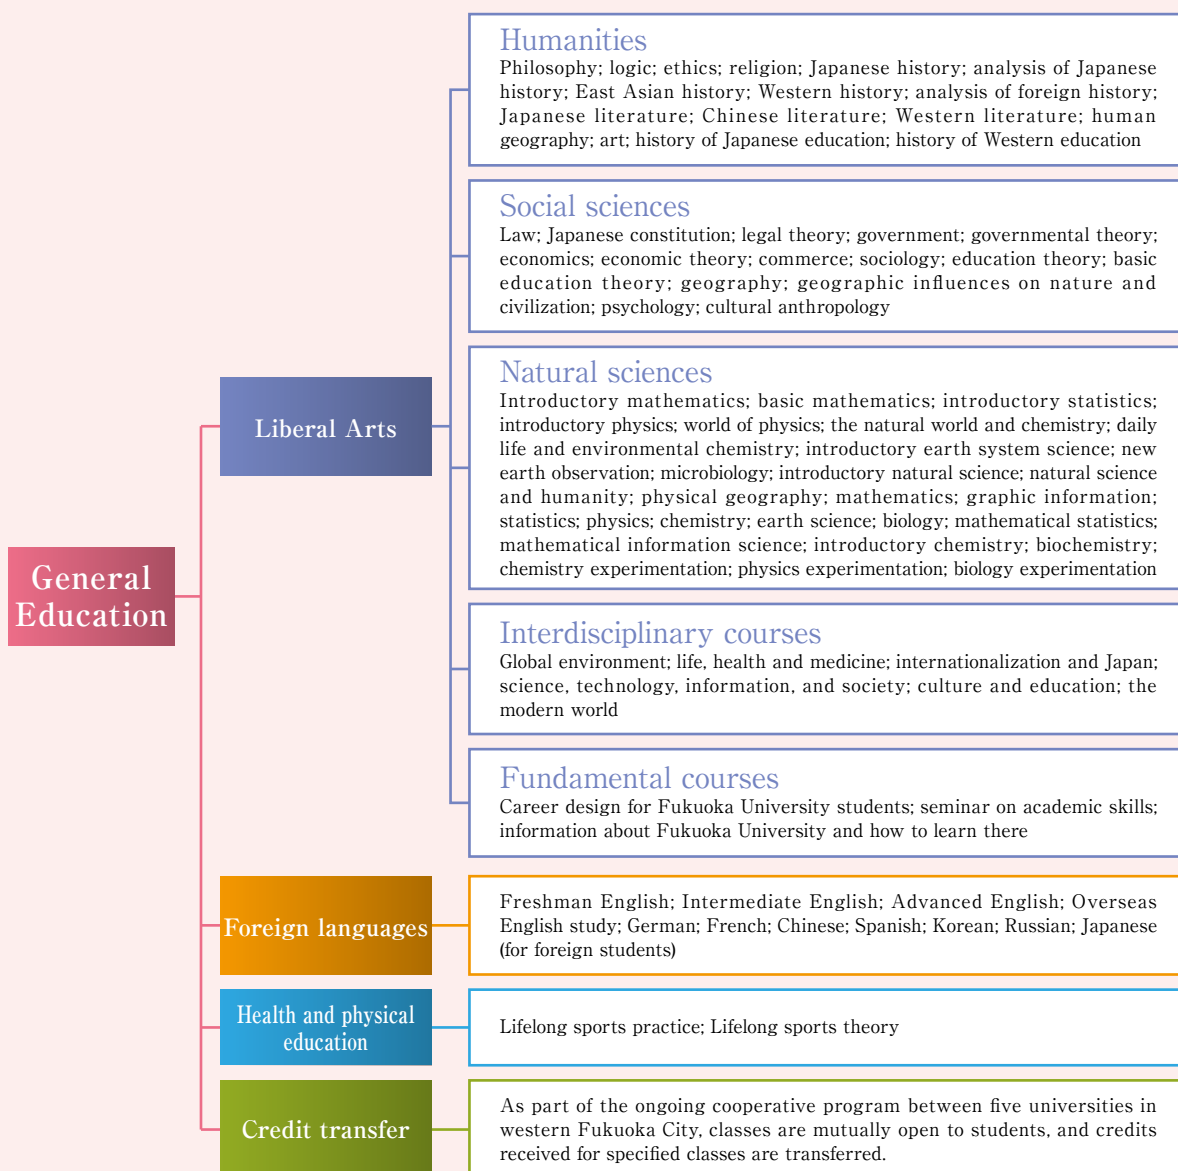 General
Education
Liberal Arts
Humanities
Philosophy; logic; ethics; religion; Japanese history; analysis of Japanese
history; East Asian history; Western history; analysis of foreign history;
Japanese literature; Chinese literature; Western literature; human
geography; art; history of Japanese education; history of Western education
Social sciences
Law; Japanese constitution; legal theory; government; governmental theory;
economics; economic theory; commerce; sociology; education theory; basic
education theory; geography; geographic influences on nature and
civilization; psychology; cultural anthropology
Natural sciences
Introductory mathematics; basic mathematics; introductory statistics;
introductory physics; world of physics; the natural world and chemistry; daily
life and environmental chemistry; introductory earth system science; new
earth observation; microbiology; introductory natural science; natural science
and humanity; physical geography; mathematics; graphic information;
statistics; physics; chemistry; earth science; biology; mathematical statistics;
mathematical information science; introductory chemistry; biochemistry;
chemistry experimentation; physics experimentation; biology experimentation
Interdisciplinary courses
Global environment; life, health and medicine; internationalization and Japan;
science, technology, information, and society; culture and education; the
modern world
Fundamental courses
Career design for Fukuoka University students; seminar on academic skills;
information about Fukuoka University and how to learn there
Foreign languages
Freshman English; Intermediate English; Advanced English; Overseas
English study; German; French; Chinese; Spanish; Korean; Russian; Japanese
(for foreign students)
Health and physical
education
Lifelong sports practice; Lifelong sports theory
Credit transfer
As part of the ongoing cooperative program between five universities in
western Fukuoka City, classes are mutually open to students, and credits
received for specified classes are transferred.